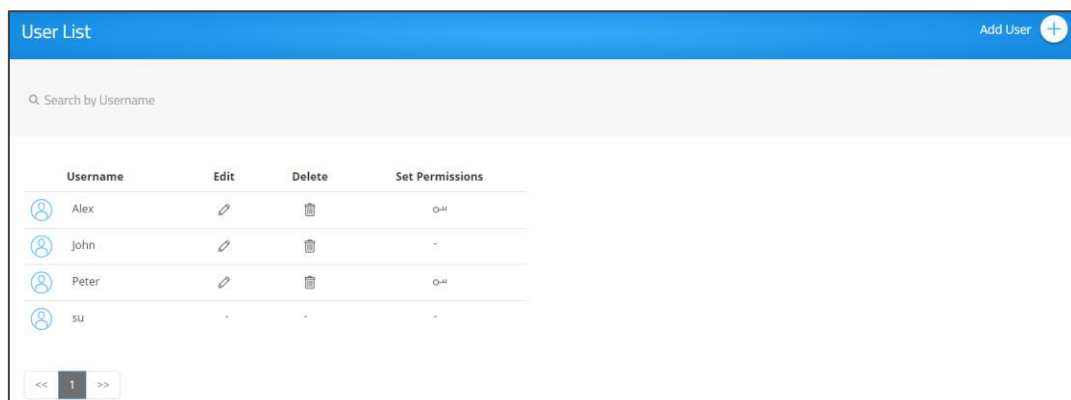 User List
Add User
Search by Username
Username Edit Delete Set Permissions
Alex
John -
Peter
su - - -
<< 1 >>